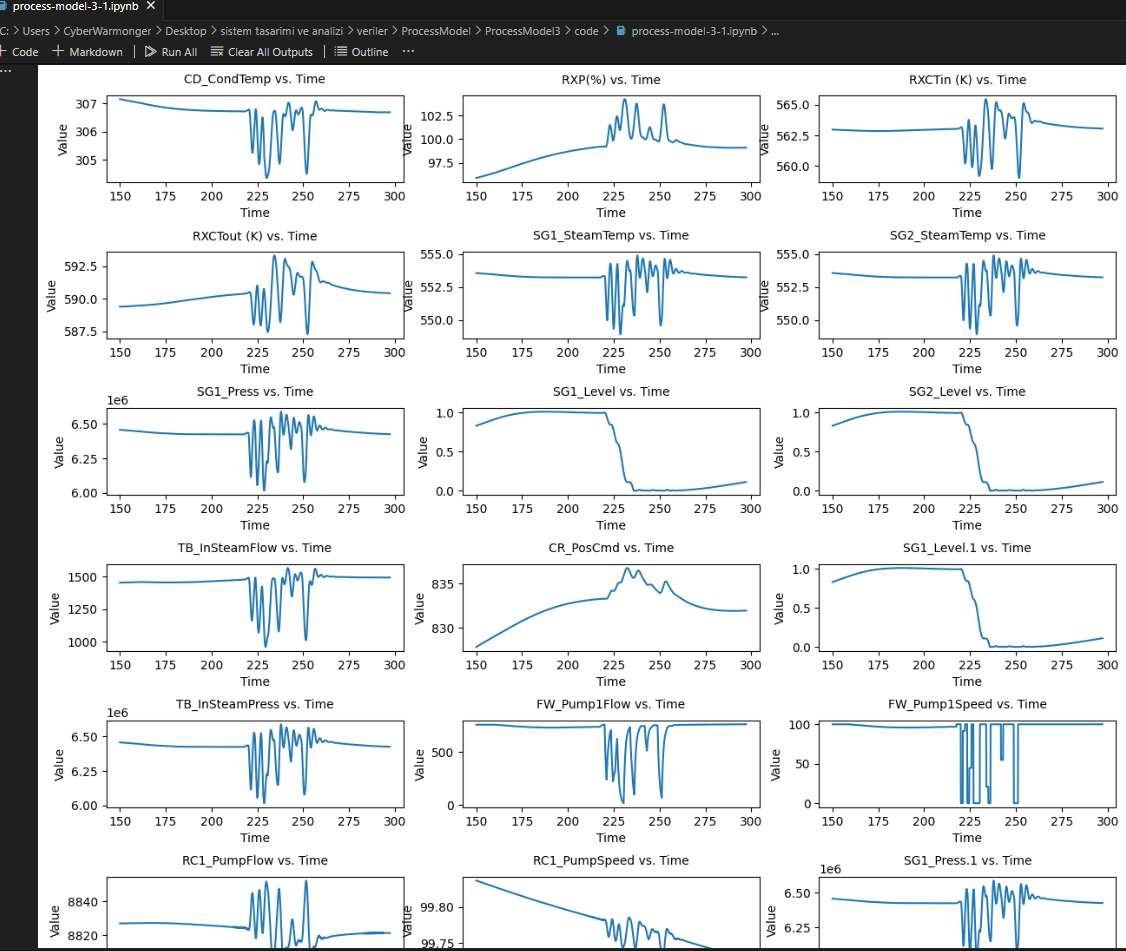 process-model-3-1.ipynb ×
C: > Users > CyberWarmonger > Desktop > sistem tasarimi ve analizi > veriler > ProcessModel > ProcessModel3 > code > process-model-3-1.ipynb > ...
+ Code + Markdown | Run All Clear All Outputs | Outline ...
...
CD_CondTemp vs. Time RXP(%) vs. Time RXCTin (K) vs. Time
Value Value Value
307 306 305
102.5 100.0 97.5
565.0 562.5 560.0
150 175 200 225 250 275 300 150 175 200 225 250 275 300 150 175 200 225 250 275 300
Time Time Time
RXCTout (K) vs. Time SG1_SteamTemp vs. Time SG2_SteamTemp vs. Time
Value Value Value
592.5 590.0 587.5
555.0 552.5 550.0
555.0 552.5 550.0
150 175 200 225 250 275 300 150 175 200 225 250 275 300 150 175 200 225 250 275 300
Time Time Time
SG1_Press vs. Time SG1_Level vs. Time SG2_Level vs. Time
1e6
Value Value Value
6.50 6.25 6.00
1.0 0.5 0.0
1.0 0.5 0.0
150 175 200 225 250 275 300 150 175 200 225 250 275 300 150 175 200 225 250 275 300
Time Time Time
TB_InSteamFlow vs. Time CR_PosCmd vs. Time SG1_Level.1 vs. Time
Value Value Value
1500 1250 1000
835 830
1.0 0.5 0.0
150 175 200 225 250 275 300 150 175 200 225 250 275 300 150 175 200 225 250 275 300
Time Time Time
TB_InSteamPress vs. Time FW_Pump1Flow vs. Time FW_Pump1Speed vs. Time
1e6
Value Value Value
6.50 6.25 6.00
500 0
100 50 0
150 175 200 225 250 275 300 150 175 200 225 250 275 300 150 175 200 225 250 275 300
Time Time Time
RC1_PumpFlow vs. Time RC1_PumpSpeed vs. Time SG1_Press.1 vs. Time
1e6
Value Value Value
8840 8820
99.80 99.75
6.50 6.25